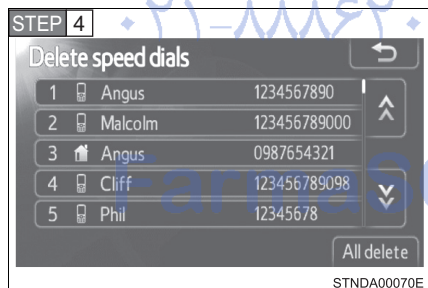 STEP 4
Delete speed dials
1 Angus 1234567890
2 Malcolm 123456789000
3 Angus 0987654321
4 Cliff 123456789098
5 Phil 12345678
All delete
STNDA00070E